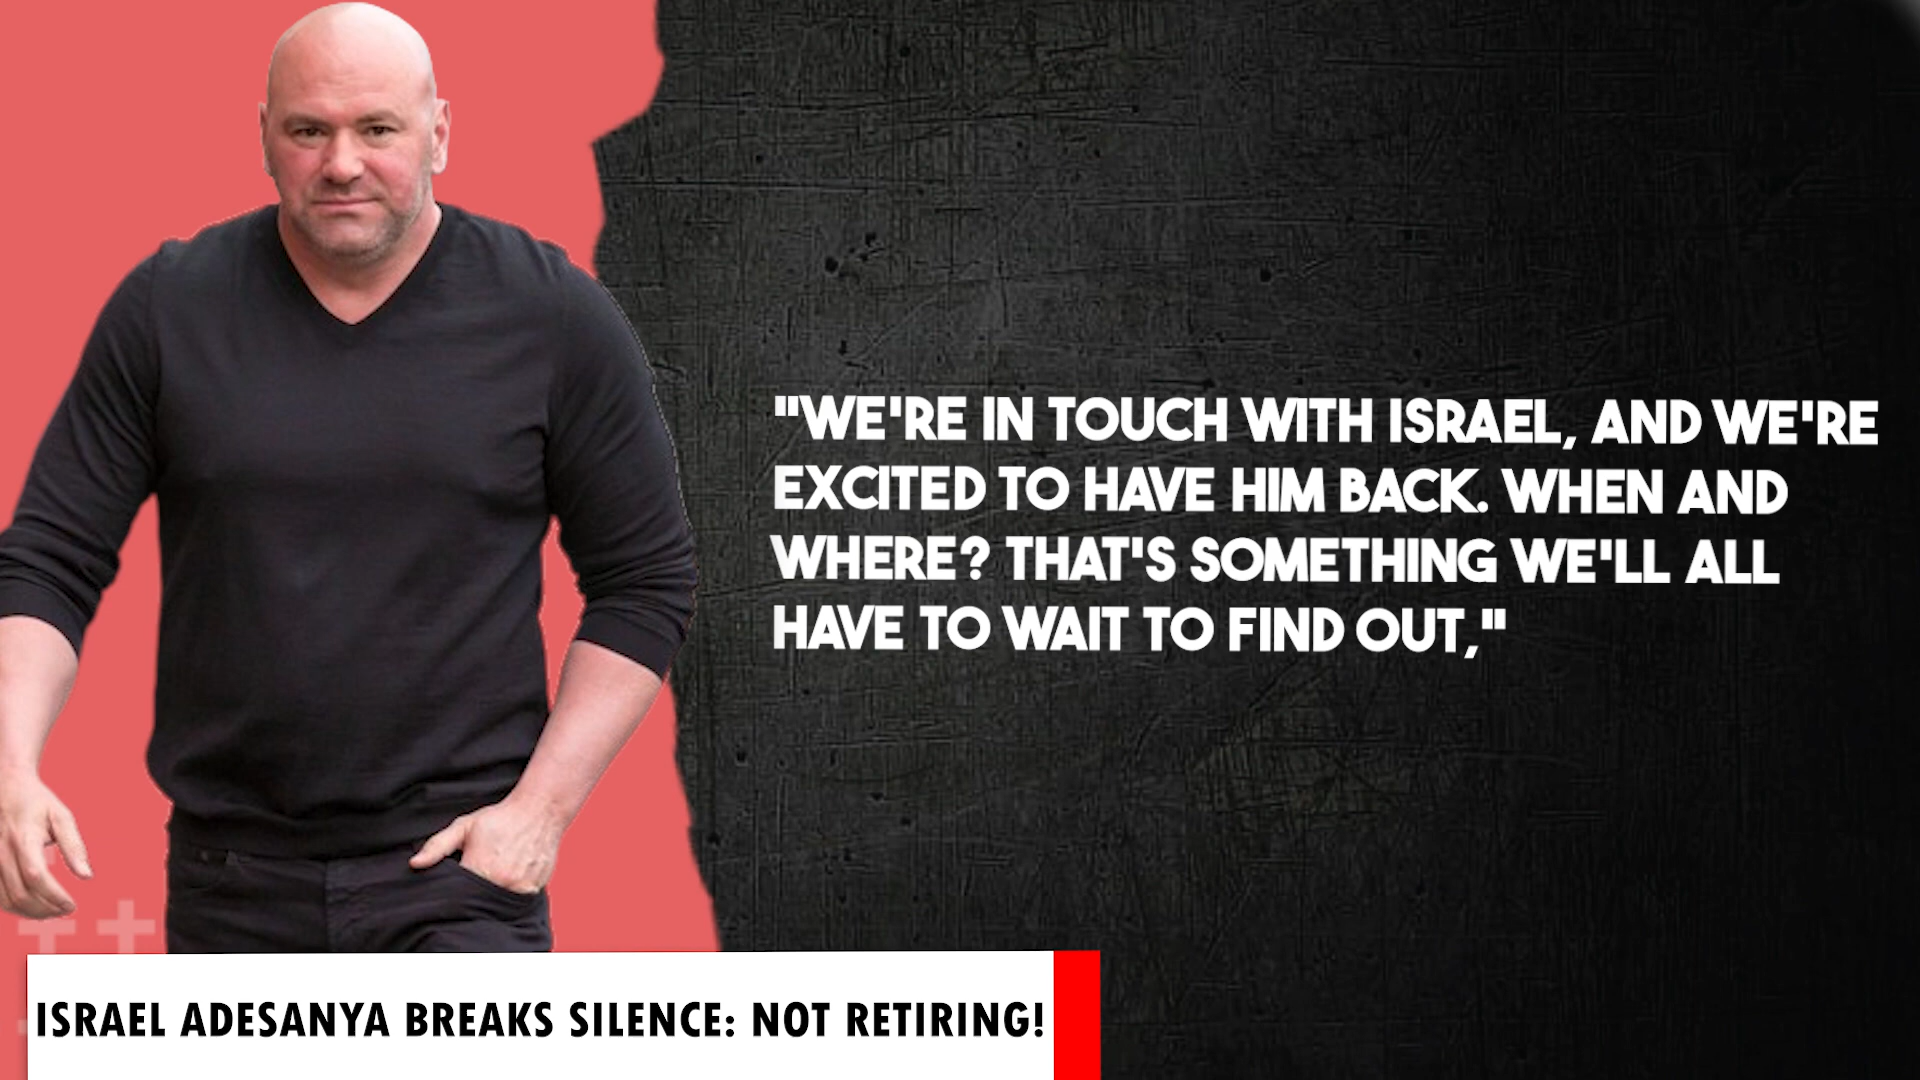 "WE'RE IN TOUCH WITH ISRAEL, AND WE'RE
EXCITED TO HAVE HIM BACK. WHEN AND
WHERE? THAT'S SOMETHING WE'LL ALL
HAVE TO WAIT TO FIND OUT,"
ISRAEL ADESANYA BREAKS SILENCE: NOT RETIRING!